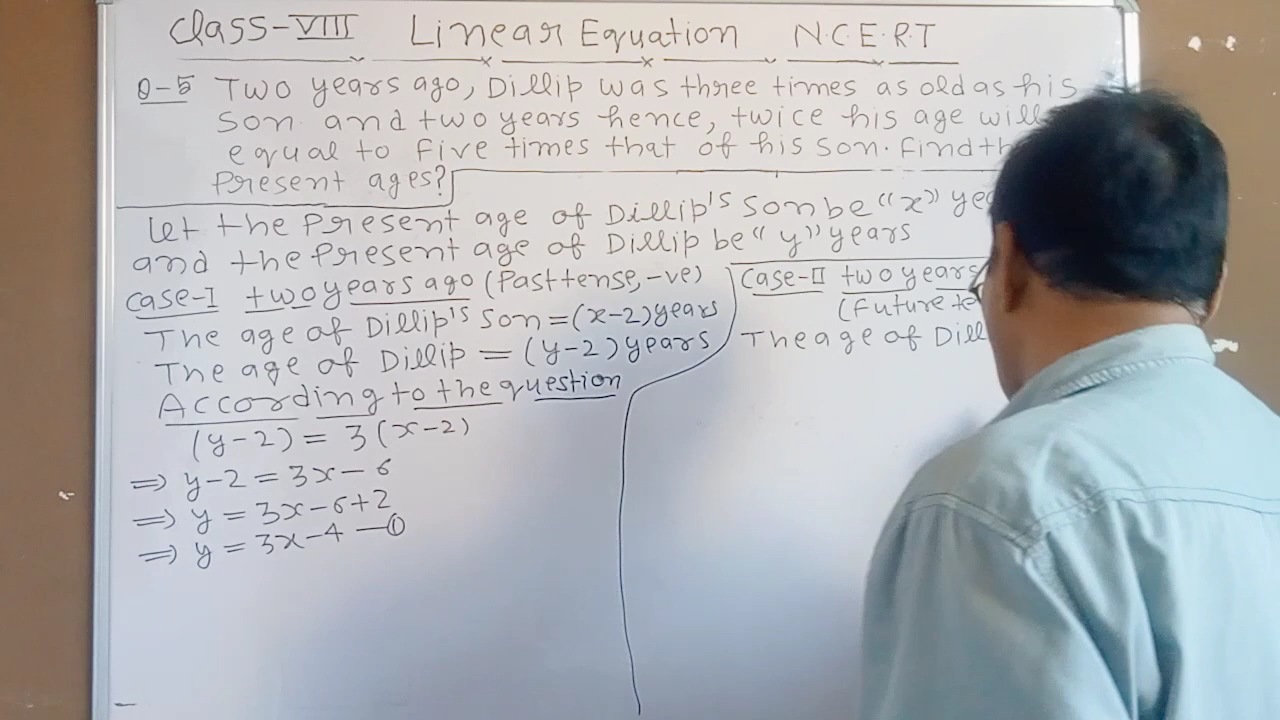 Class-VIII Linear Equation N.C.E.R.T
Q-5 Two years ago, Dillip was three times as old as his
son and two years hence, twice his age will
equal to five times that of his son. Find th
Present ages?
Let the Present age of Dillip's son be "x" yea
and the Present age of Dillip be "y" years
Case-I two years ago (Past tense, -ve)
The age of Dillip's son = (x-2) years
The age of Dillip = (y-2) years
According to the question
(y-2) = 3(x-2)
⇒ y-2 = 3x-6
⇒ y = 3x-6+2
⇒ y = 3x-4 —①
Case-II two years
(Future te
The age of Dill